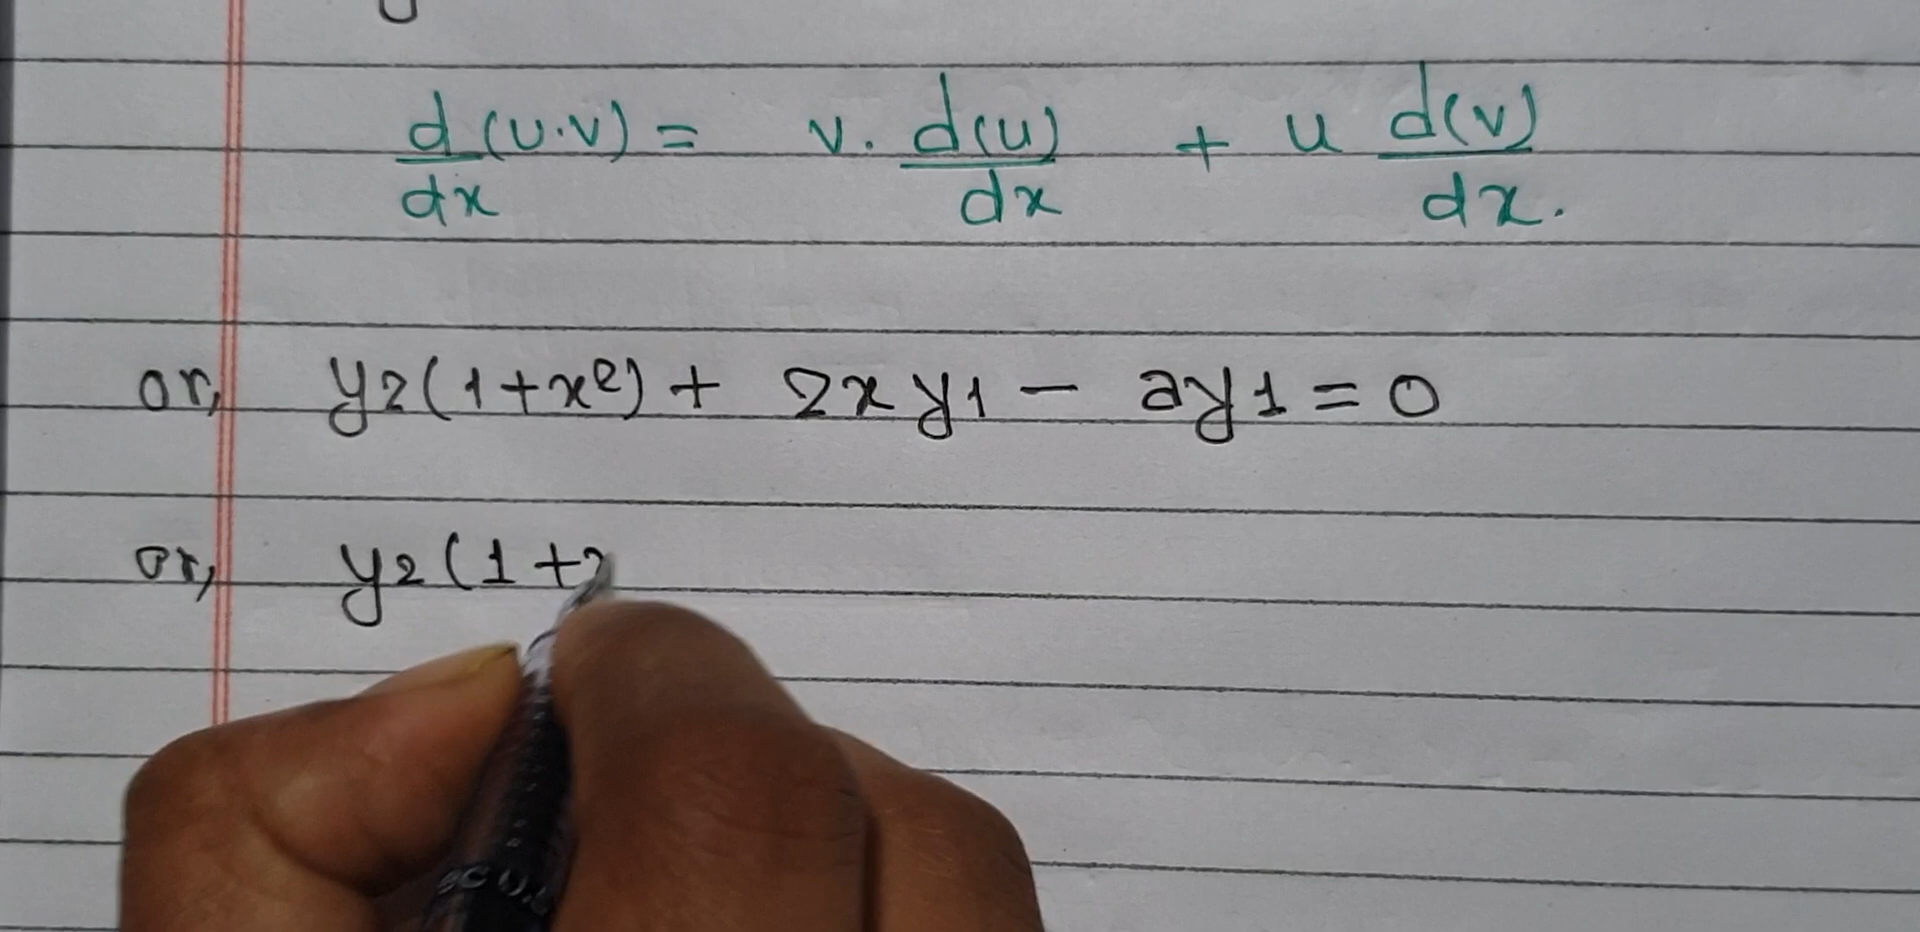 d/dx (u.v) = v. d(u)/dx + u d(v)/dx.
or, y2(1+x²) + 2xy1 - ay1 = 0
or, y2(1+x